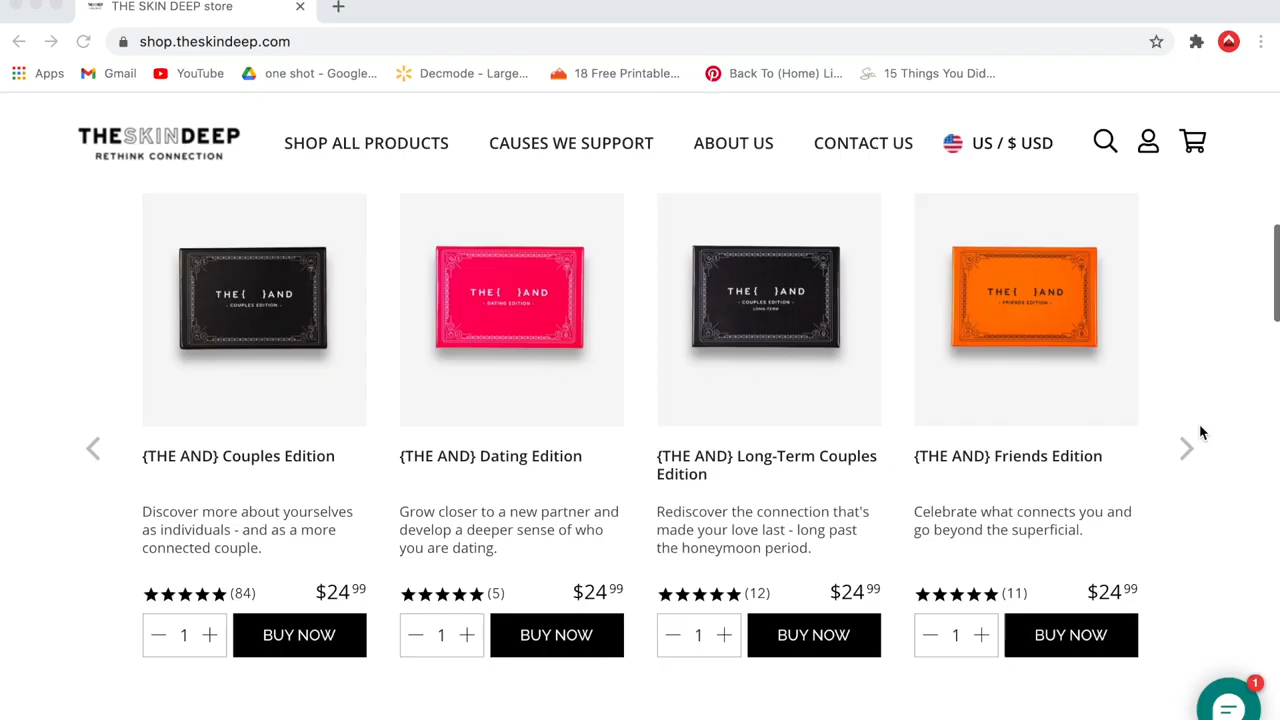 THE SKIN DEEP store
shop.theskindeep.com
Apps Gmail YouTube one shot - Google... Decmode - Large... 18 Free Printable... Back To (Home) Li... 15 Things You Did...
THESKINDEEP
RETHINK CONNECTION
SHOP ALL PRODUCTS CAUSES WE SUPPORT ABOUT US CONTACT US US / $ USD
THE{ }AND
- COUPLES EDITION -
THE{ }AND
- DATING EDITION -
THE{ }AND
- COUPLES EDITION -
LONG-TERM
THE{ }AND
- FRIENDS EDITION -
{THE AND} Couples Edition
Discover more about yourselves
as individuals - and as a more
connected couple.
(84) $24 99
1 BUY NOW
{THE AND} Dating Edition
Grow closer to a new partner and
develop a deeper sense of who
you are dating.
(5) $24 99
1 BUY NOW
{THE AND} Long-Term Couples
Edition
Rediscover the connection that's
made your love last - long past
the honeymoon period.
(12) $24 99
1 BUY NOW
{THE AND} Friends Edition
Celebrate what connects you and
go beyond the superficial.
(11) $24 99
1 BUY NOW
1